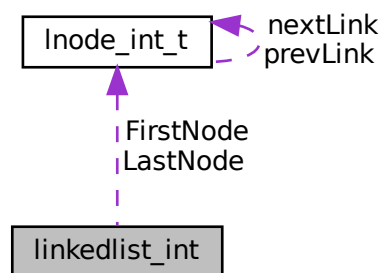 lnode_int_t
nextLink
prevLink
FirstNode
LastNode
linkedlist_int